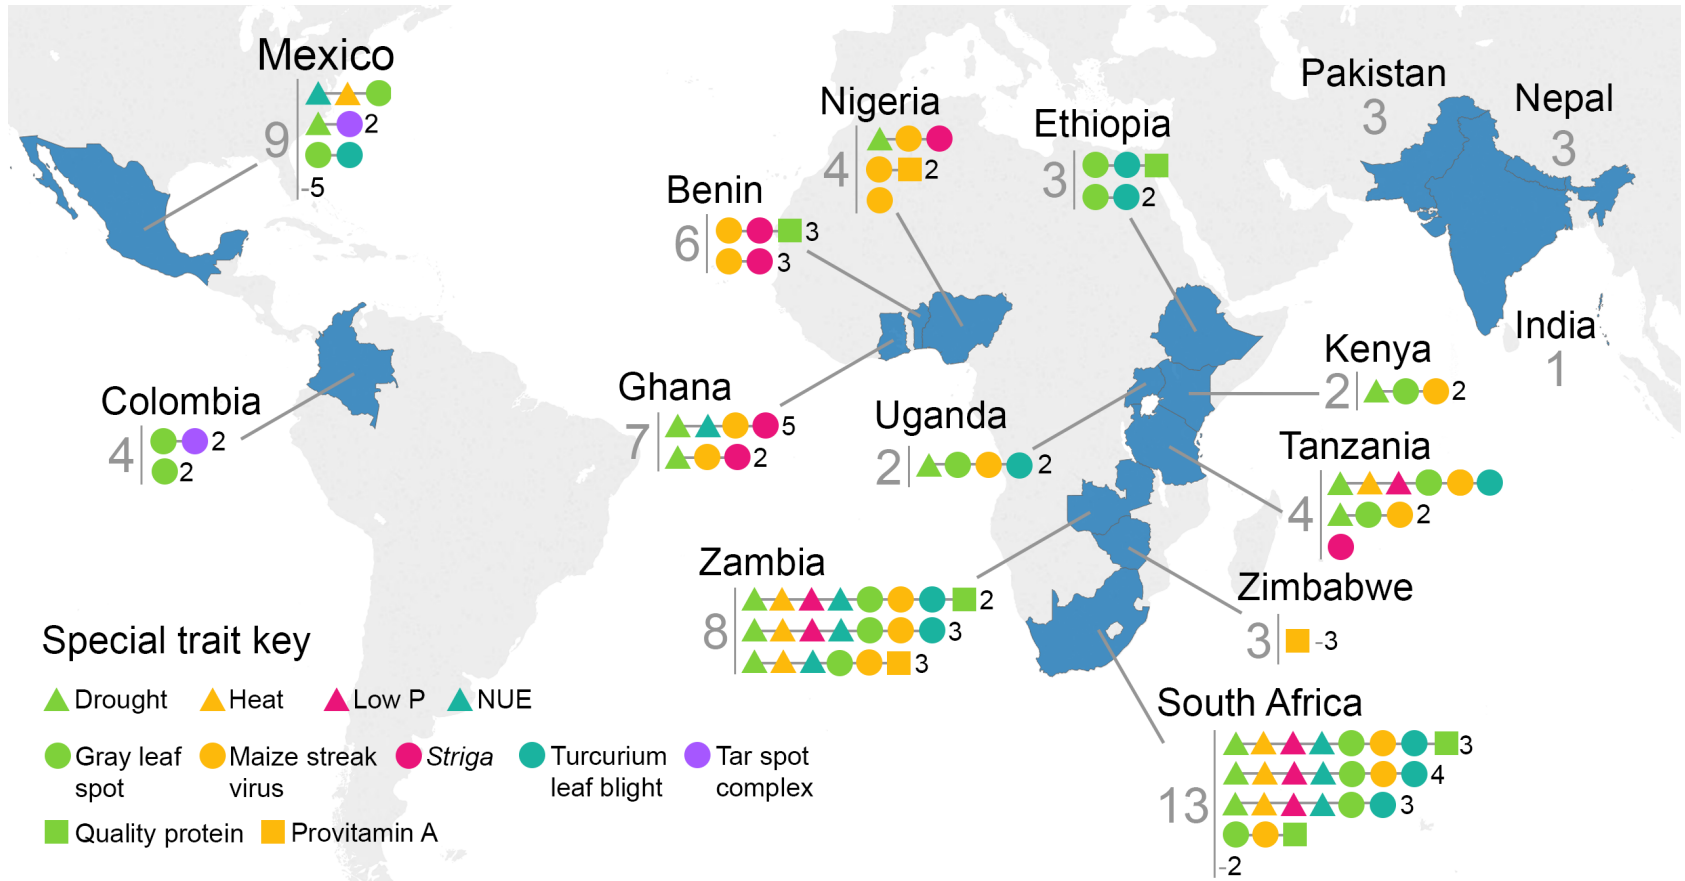 Mexico
9
2
-5
Colombia
4
2
2
Nigeria
4
2
Benin
6
3
3
Ghana
7
5
2
Ethiopia
3
2
Uganda
2
2
Pakistan
3
Nepal
3
India
1
Kenya
2
2
Tanzania
4
2
Zambia
8
2
3
3
Zimbabwe
3
-3
South Africa
13
3
4
3
-2
Special trait key
Drought Heat Low P NUE
Gray leaf spot
Maize streak virus
Striga
Turcurium leaf blight
Tar spot complex
Quality protein Provitamin A